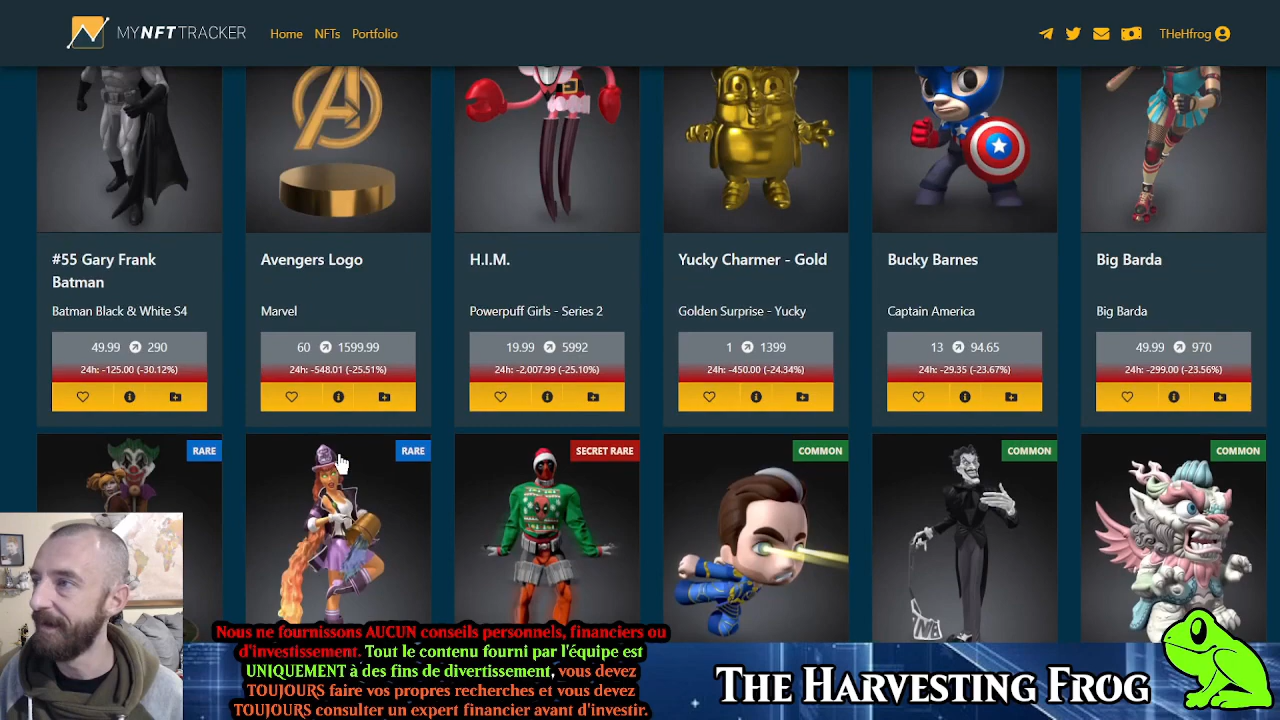 MYNFTTRACKER Home NFTs Portfolio THeHfrog
#55 Gary Frank Batman
Batman Black & White S4
49.99 290
24h: -125.00 (-30.12%)
Avengers Logo
Marvel
60 1599.99
24h: -548.01 (-25.51%)
H.I.M.
Powerpuff Girls - Series 2
19.99 5992
24h: -2,007.99 (-25.10%)
Yucky Charmer - Gold
Golden Surprise - Yucky
1 1399
24h: -450.00 (-24.34%)
Bucky Barnes
Captain America
13 94.65
24h: -29.35 (-23.67%)
Big Barda
Big Barda
49.99 970
24h: -299.00 (-23.56%)
RARE
RARE
SECRET RARE
COMMON
COMMON
COMMON
Nous ne fournissons AUCUN conseils personnels, financiers ou
d'investissement. Tout le contenu fourni par l'équipe est
UNIQUEMENT à des fins de divertissement, vous devez
TOUJOURS faire vos propres recherches et vous devez
TOUJOURS consulter un expert financier avant d'investir.
THE HARVESTING FROG